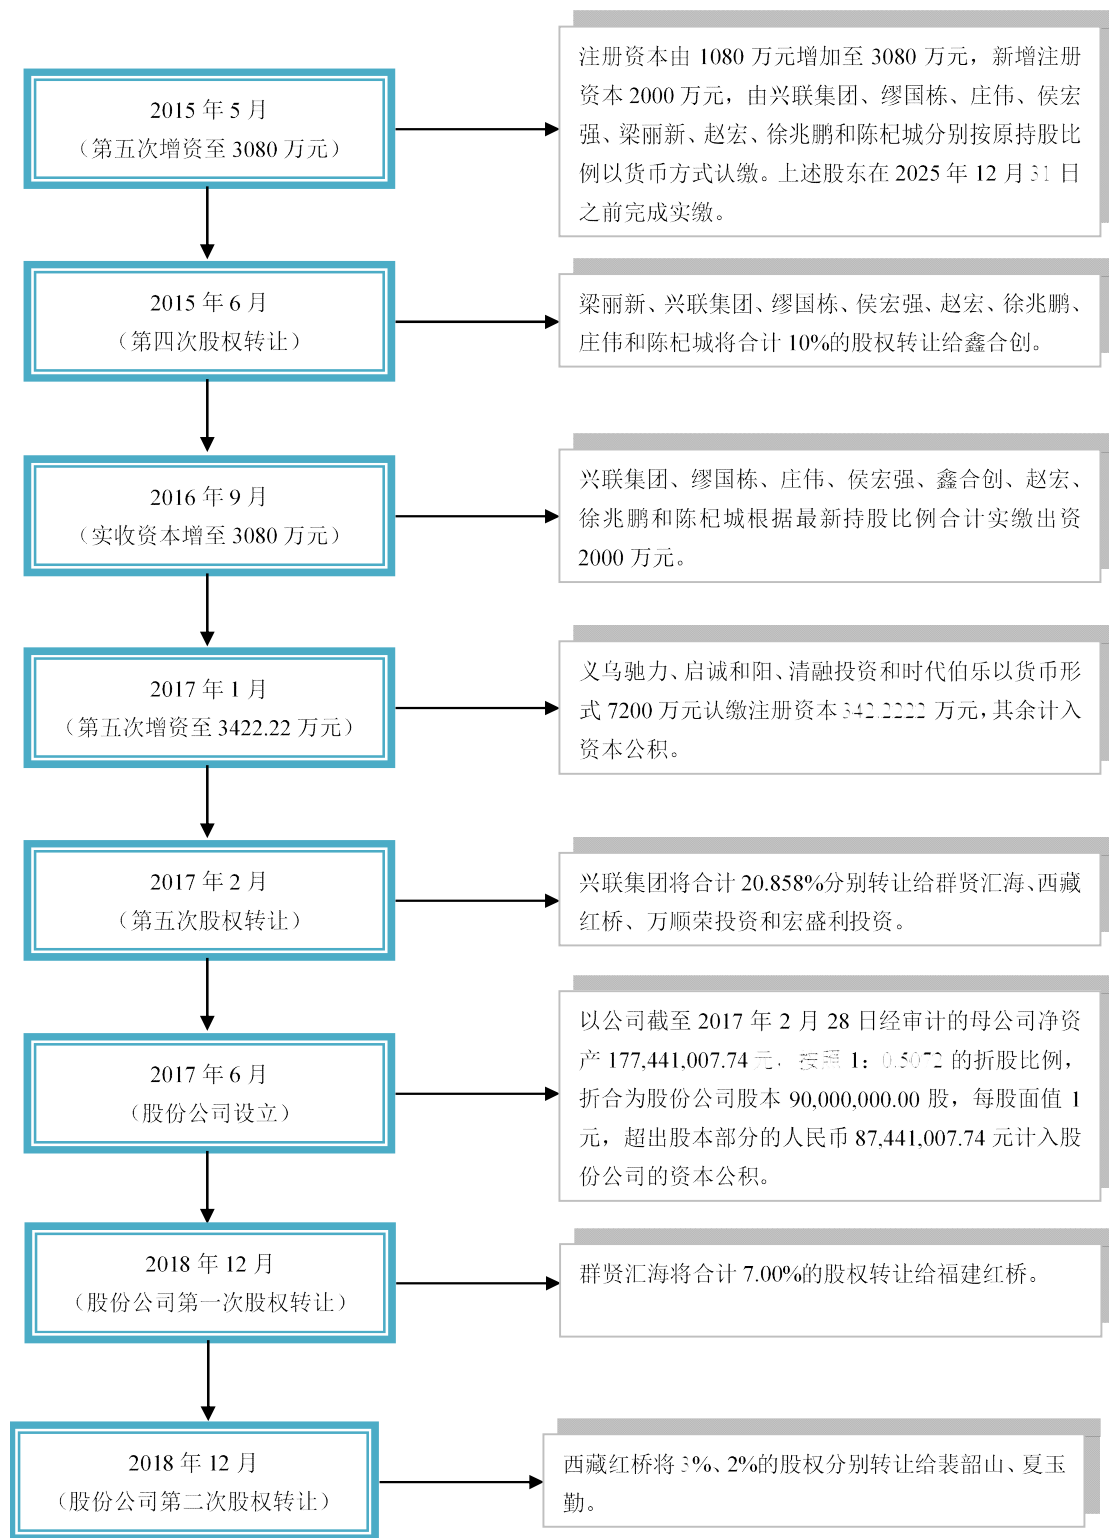 2015 年 5 月
（第五次增资至 3080 万元）
注册资本由 1080 万元增加至 3080 万元，新增注册
资本 2000 万元，由兴联集团、缪国栋、庄伟、侯宏
强、梁丽新、赵宏、徐兆鹏和陈杞城分别按原持股比
例以货币方式认缴。上述股东在 2025 年 12 月 31 日
之前完成实缴。
2015 年 6 月
（第四次股权转让）
梁丽新、兴联集团、缪国栋、侯宏强、赵宏、徐兆鹏、
庄伟和陈杞城将合计 10%的股权转让给鑫合创。
2016 年 9 月
（实收资本增至 3080 万元）
兴联集团、缪国栋、庄伟、侯宏强、鑫合创、赵宏、
徐兆鹏和陈杞城根据最新持股比例合计实缴出资
2000 万元。
2017 年 1 月
（第五次增资至 3422.22 万元）
义乌驰力、启诚和阳、清融投资和时代伯乐以货币形
式 7200 万元认缴注册资本 342.2222 万元，其余计入
资本公积。
2017 年 2 月
（第五次股权转让）
兴联集团将合计 20.858%分别转让给群贤汇海、西藏
红桥、万顺荣投资和宏盛利投资。
2017 年 6 月
（股份公司设立）
以公司截至 2017 年 2 月 28 日经审计的母公司净资
产 177,441,007.74 元，按照 1：0.5072 的折股比例，
折合为股份公司股本 90,000,000.00 股，每股面值 1
元，超出股本部分的人民币 87,441,007.74 元计入股
份公司的资本公积。
2018 年 12 月
（股份公司第一次股权转让）
群贤汇海将合计 7.00%的股权转让给福建红桥。
2018 年 12 月
（股份公司第二次股权转让）
西藏红桥将 3%、2%的股权分别转让给裴韶山、夏玉
勤。